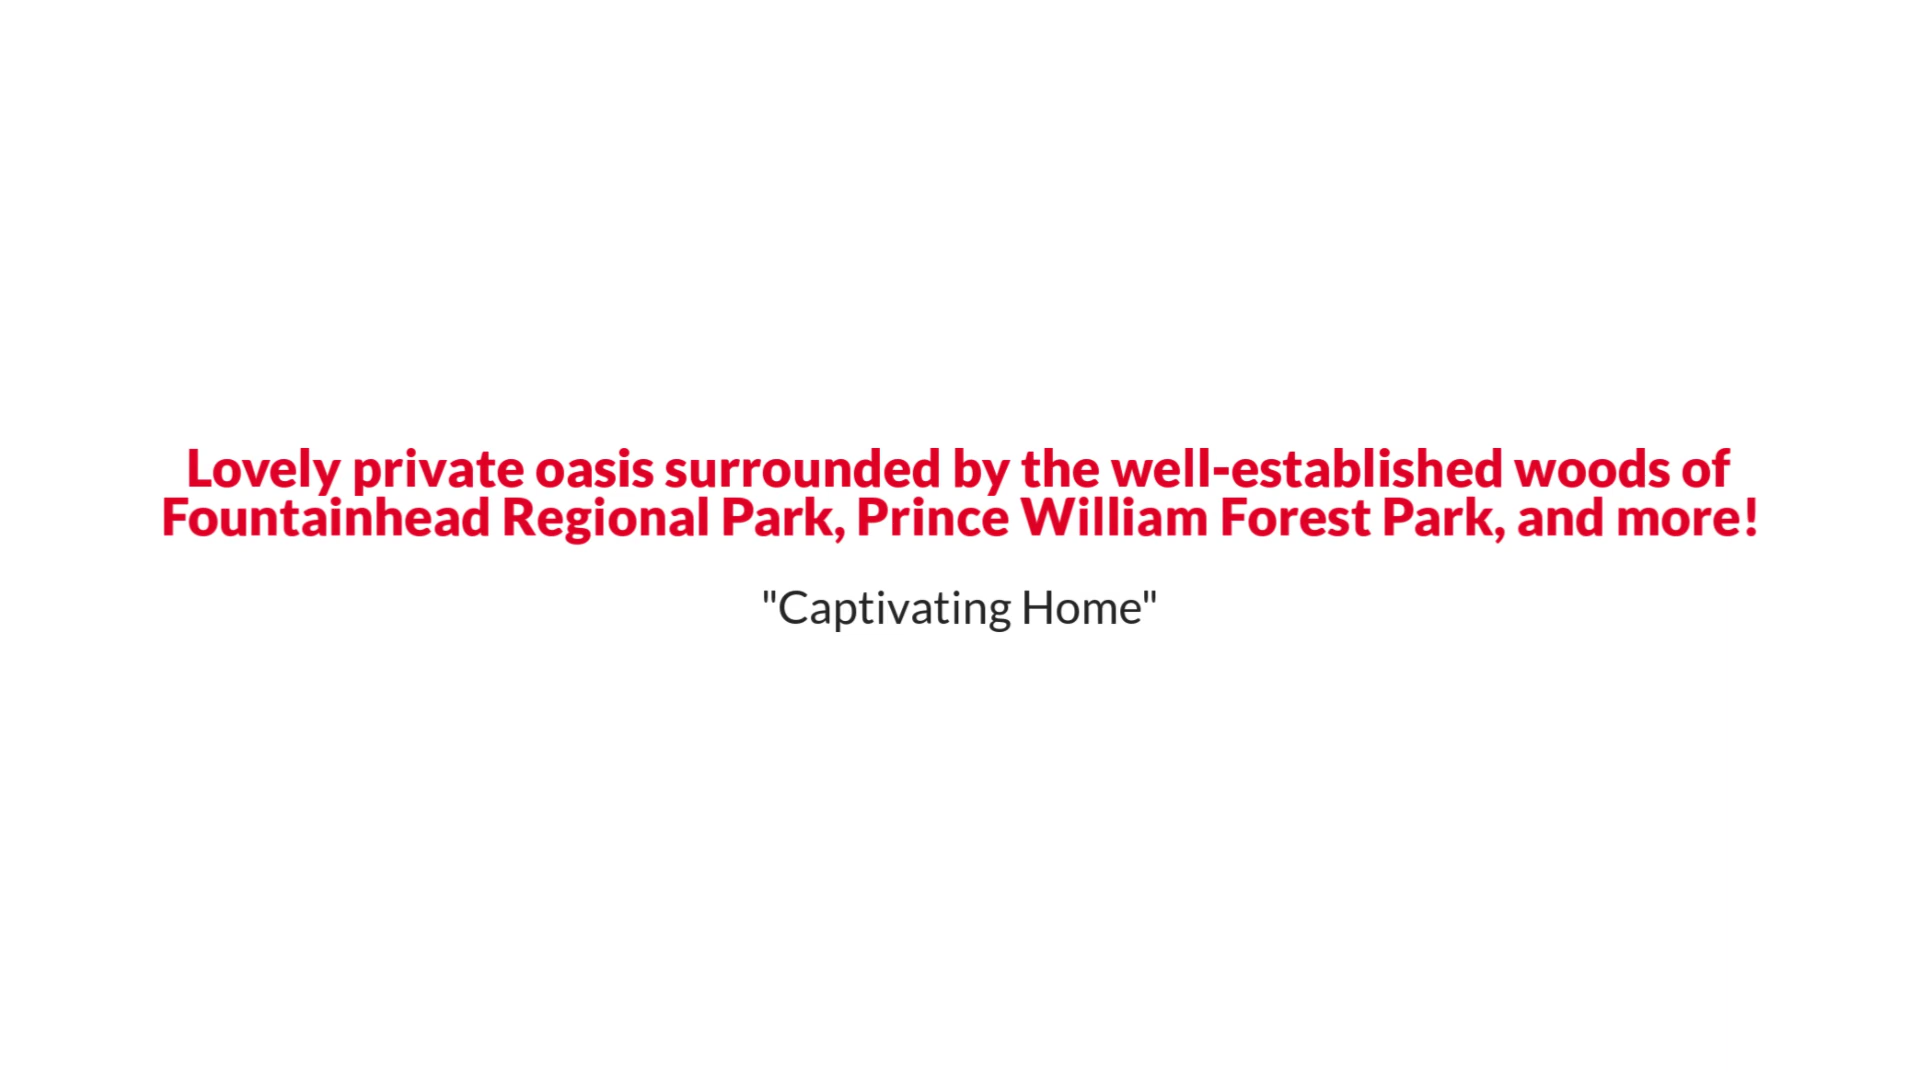 Lovely private oasis surrounded by the well-established woods of
Fountainhead Regional Park, Prince William Forest Park, and more!
"Captivating Home"